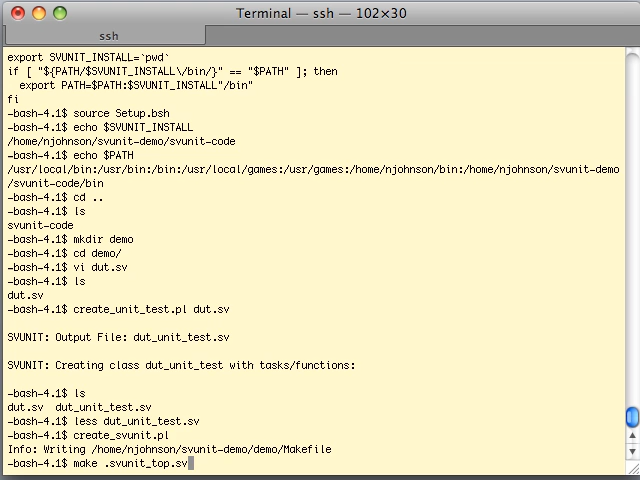 Terminal — ssh — 102×30
ssh
export SVUNIT_INSTALL=`pwd`
if [ "${PATH/$SVUNIT_INSTALL\/bin/}" == "$PATH" ]; then
  export PATH=$PATH:$SVUNIT_INSTALL"/bin"
fi
-bash-4.1$ source Setup.bsh
-bash-4.1$ echo $SVUNIT_INSTALL
/home/njohnson/svunit-demo/svunit-code
-bash-4.1$ echo $PATH
/usr/local/bin:/usr/bin:/bin:/usr/local/games:/usr/games:/home/njohnson/bin:/home/njohnson/svunit-demo
/svunit-code/bin
-bash-4.1$ cd ..
-bash-4.1$ ls
svunit-code
-bash-4.1$ mkdir demo
-bash-4.1$ cd demo/
-bash-4.1$ vi dut.sv
-bash-4.1$ ls
dut.sv
-bash-4.1$ create_unit_test.pl dut.sv
SVUNIT: Output File: dut_unit_test.sv
SVUNIT: Creating class dut_unit_test with tasks/functions:
-bash-4.1$ ls
dut.sv  dut_unit_test.sv
-bash-4.1$ less dut_unit_test.sv
-bash-4.1$ create_svunit.pl
Info: Writing /home/njohnson/svunit-demo/demo/Makefile
-bash-4.1$ make .svunit_top.sv